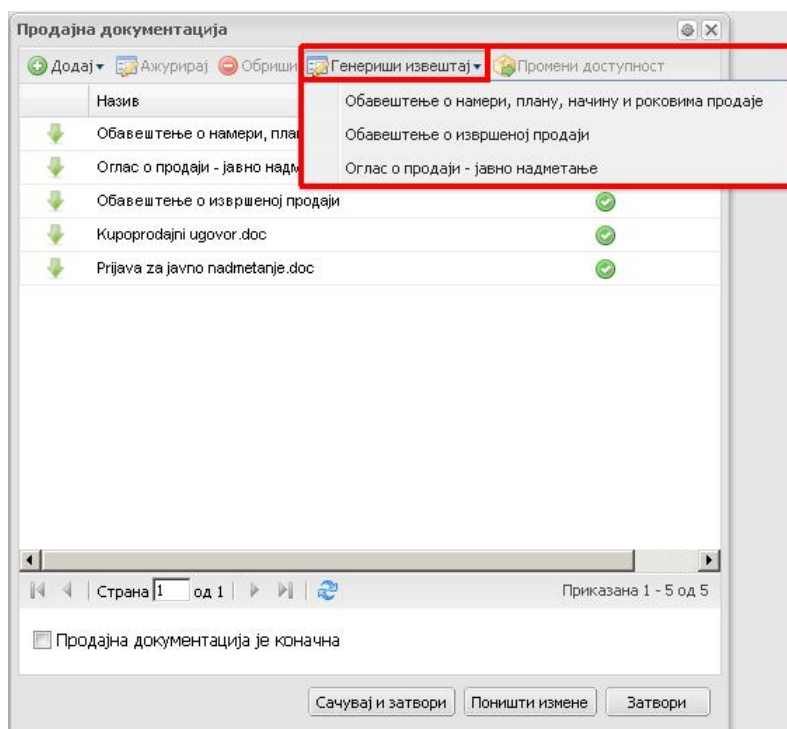 Продајна документација
Додај Ажурирај Обриши Генериши извештај Промени доступност
Назив
Обавештење о намери, плану, начину и роковима продаје
Обавештење о извршеној продаји
Оглас о продаји - јавно надметање
Обавештење о намери,
Оглас о продаји - јавно
Обавештење о извршеној продаји
Kupoprodajni ugovor.doc
Prijava za javno nadmetanje.doc
Страна 1 од 1 Приказана 1 - 5 од 5
Продајна документација је коначна
Сачувај и затвори Поништи измене Затвори